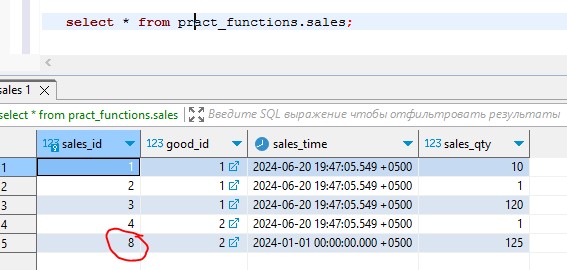 select * from pract_functions.sales;
sales 1
select * from pract_functions.sales Введите SQL выражение чтобы отфильтровать результаты
123 sales_id 123 good_id sales_time 123 sales_qty
1 1 1 2024-06-20 19:47:05.549 +0500 10
2 2 1 2024-06-20 19:47:05.549 +0500 1
3 3 1 2024-06-20 19:47:05.549 +0500 120
4 4 2 2024-06-20 19:47:05.549 +0500 1
5 8 2 2024-01-01 00:00:00.000 +0500 125